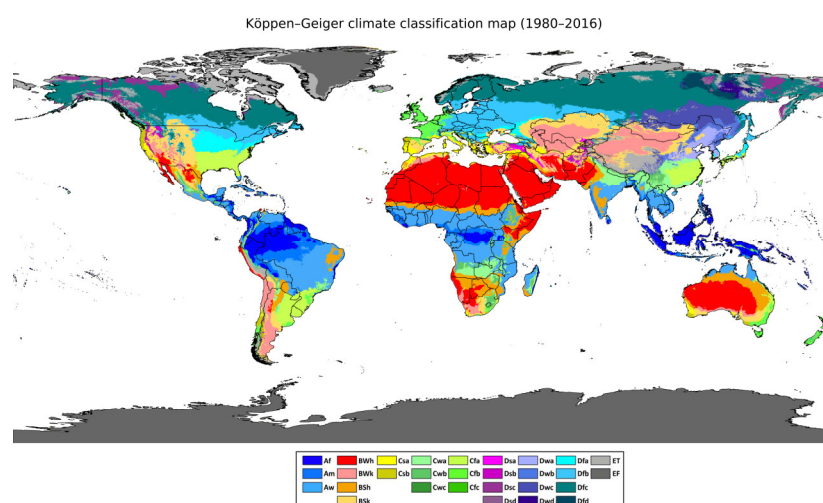 Köppen–Geiger climate classification map (1980–2016)
Af BWh Csa Cwa Cfa Dsa Dwa Dfa ET
Am BWk Csb Cwb Cfb Dsb Dwb Dfb EF
Aw BSh Cwc Cfc Dsc Dwc Dfc
BSk Dsd Dwd Dfd